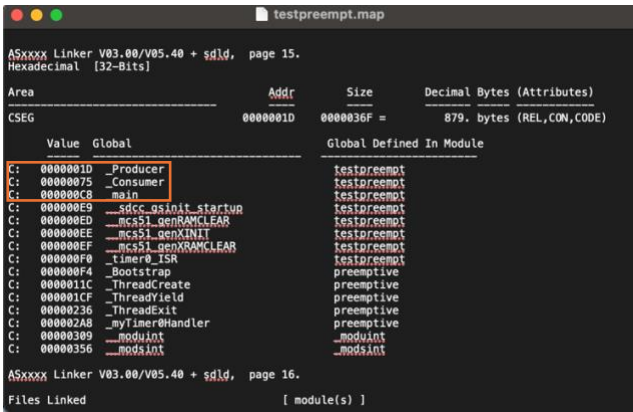 testpreempt.map
ASxxxx Linker V03.00/V05.40 + sdld, page 15.
Hexadecimal [32-Bits]
Area Addr Size Decimal Bytes (Attributes)
CSEG 0000001D 0000036F = 879. bytes (REL,CON,CODE)
Value Global Global Defined In Module
C: 0000001D _Producer testpreempt
C: 00000075 _Consumer testpreempt
C: 000000C8 _main testpreempt
C: 000000E9 __sdcc_gsinit_startup testpreempt
C: 000000ED __mcs51_genRAMCLEAR testpreempt
C: 000000EE __mcs51_genXINIT testpreempt
C: 000000EF __mcs51_genXRAMCLEAR testpreempt
C: 000000F0 _timer0_ISR testpreempt
C: 000000F4 _Bootstrap preemptive
C: 0000011C _ThreadCreate preemptive
C: 000001CF _ThreadYield preemptive
C: 00000236 _ThreadExit preemptive
C: 000002A8 _myTimer0Handler preemptive
C: 00000309 __moduint _moduint
C: 00000356 __modsint _modsint
ASxxxx Linker V03.00/V05.40 + sdld, page 16.
Files Linked [ module(s) ]